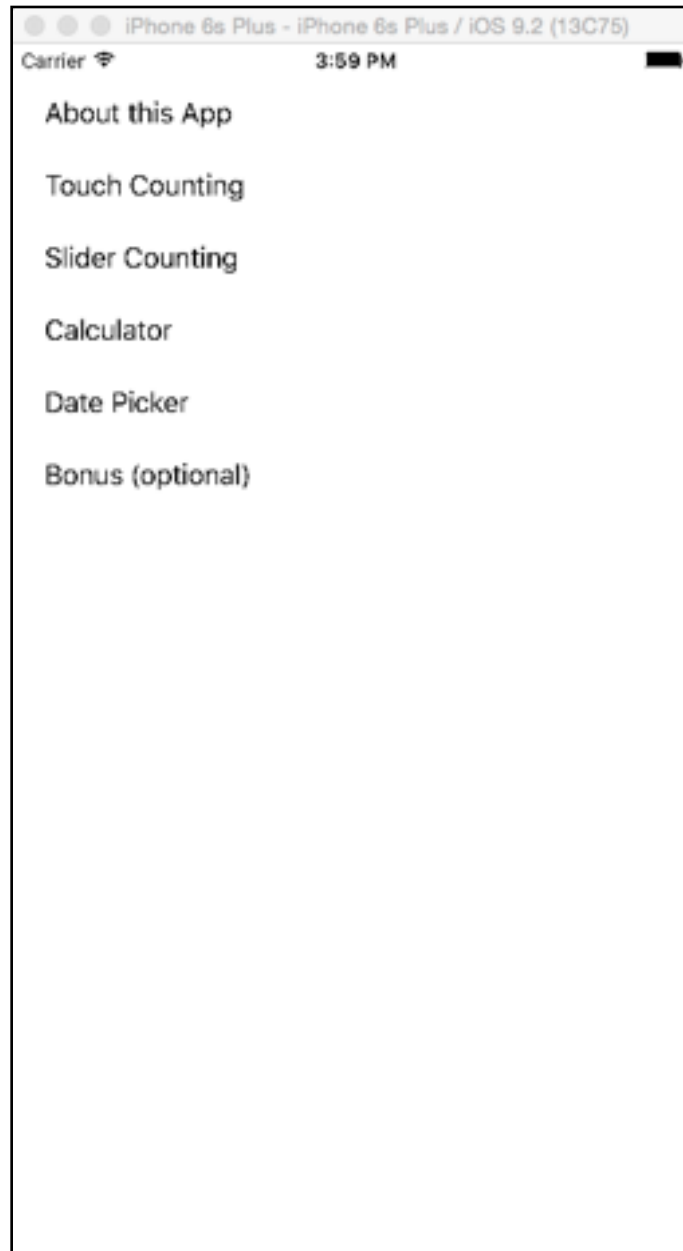 iPhone 6s Plus - iPhone 6s Plus / iOS 9.2 (13C75)
Carrier 3:59 PM
About this App
Touch Counting
Slider Counting
Calculator
Date Picker
Bonus (optional)